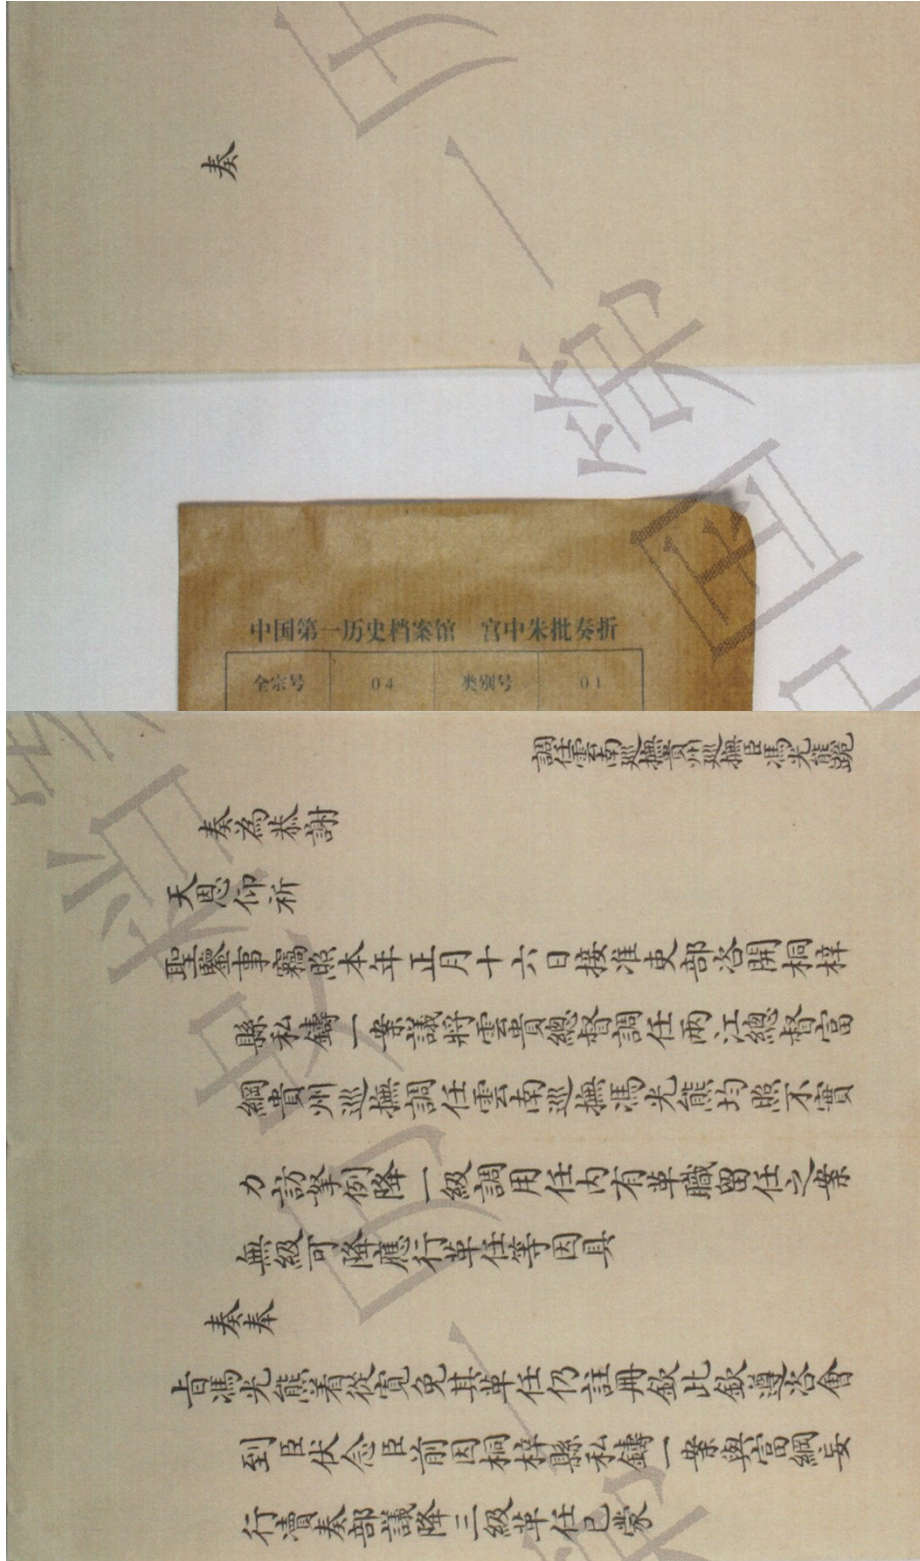 奏
中国第一历史档案馆 宫中朱批奏折
全宗号 04 类别号 01
調任雲南巡撫貴州巡撫臣馮光熊跪
奏為恭謝
天恩仰祈
聖鑒事竊照本年正月十六日接准吏部咨開桐梓
縣私鑄一案議將雲貴總督調任兩江總督富
綱貴州巡撫調任雲南巡撫馮光熊均照不實
力訪拏例降一級調用任內有革職留任之案
無級可降應行革任等因具
奏奉
旨馮光熊着從寬免其革任仍註冊欽此欽遵咨會
到臣伏念臣前因桐梓縣私鑄一案與富綱妄
行瀆奏部議降三級革任已蒙